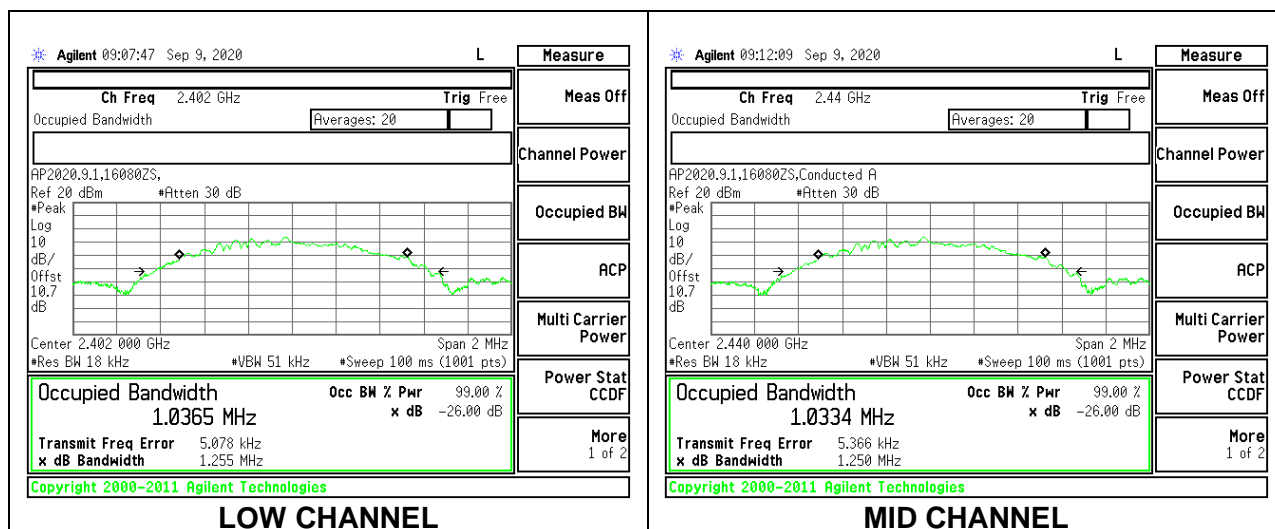 Agilent 09:07:47 Sep 9, 2020 L
Measure
Ch Freq 2.402 GHz Trig Free
Occupied Bandwidth Averages: 20
AP2020.9.1,16080ZS,
Ref 20 dBm #Atten 30 dB
#Peak
Log
10
dB/
Offst
10.7
dB
Center 2.402 000 GHz Span 2 MHz
#Res BW 18 kHz #VBW 51 kHz #Sweep 100 ms (1001 pts)
Occupied Bandwidth Occ BW % Pwr 99.00 %
1.0365 MHz x dB -26.00 dB
Transmit Freq Error 5.078 kHz
x dB Bandwidth 1.255 MHz
Copyright 2000-2011 Agilent Technologies
Meas Off
Channel Power
Occupied BW
ACP
Multi Carrier
Power
Power Stat
CCDF
More
1 of 2
LOW CHANNEL
Agilent 09:12:09 Sep 9, 2020 L
Measure
Ch Freq 2.44 GHz Trig Free
Occupied Bandwidth Averages: 20
AP2020.9.1,16080ZS,Conducted A
Ref 20 dBm #Atten 30 dB
#Peak
Log
10
dB/
Offst
10.7
dB
Center 2.440 000 GHz Span 2 MHz
#Res BW 18 kHz #VBW 51 kHz #Sweep 100 ms (1001 pts)
Occupied Bandwidth Occ BW % Pwr 99.00 %
1.0334 MHz x dB -26.00 dB
Transmit Freq Error 5.366 kHz
x dB Bandwidth 1.250 MHz
Copyright 2000-2011 Agilent Technologies
Meas Off
Channel Power
Occupied BW
ACP
Multi Carrier
Power
Power Stat
CCDF
More
1 of 2
MID CHANNEL